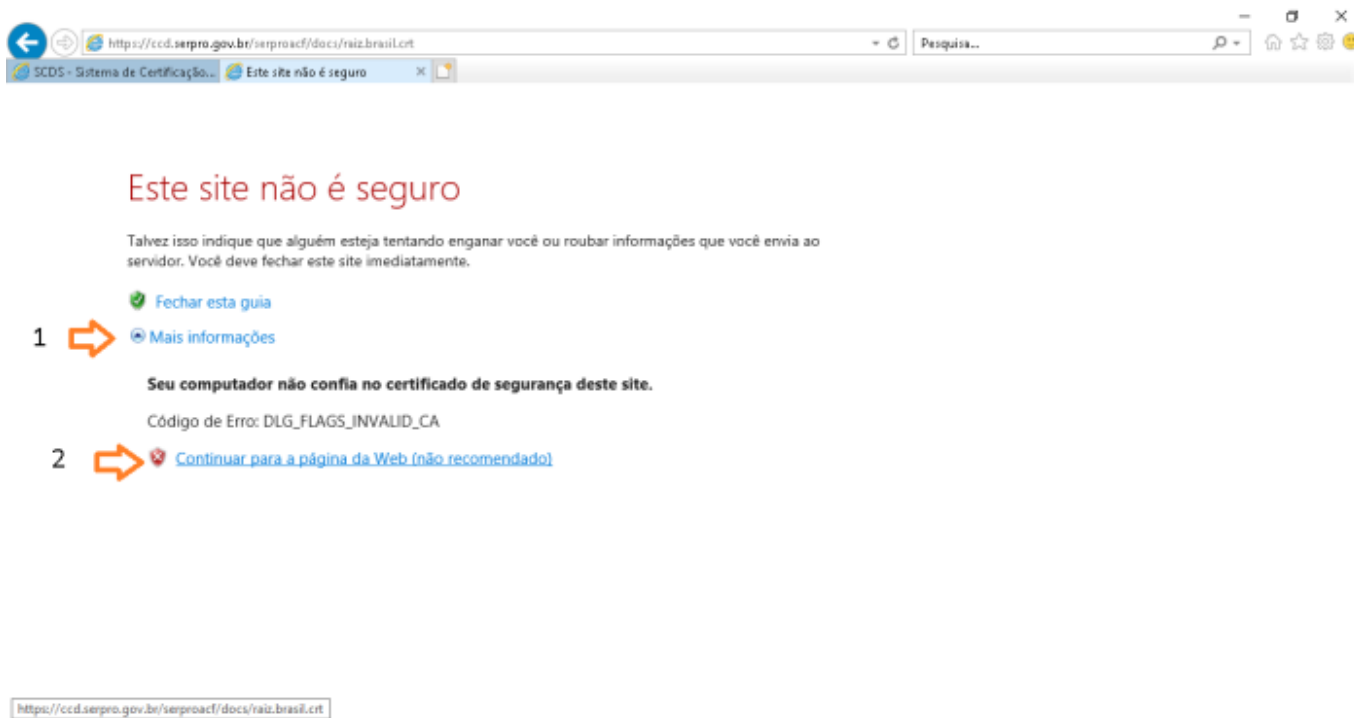 https://ccd.serpro.gov.br/serproacf/docs/raiz.brasil.crt
Pesquisa...
SCDS - Sistema de Certificação...
Este site não é seguro
Este site não é seguro
Talvez isso indique que alguém esteja tentando enganar você ou roubar informações que você envia ao
servidor. Você deve fechar este site imediatamente.
Fechar esta guia
1
Mais informações
Seu computador não confia no certificado de segurança deste site.
Código de Erro: DLG_FLAGS_INVALID_CA
2
Continuar para a página da Web (não recomendado)
https://ccd.serpro.gov.br/serproacf/docs/raiz.brasil.crt